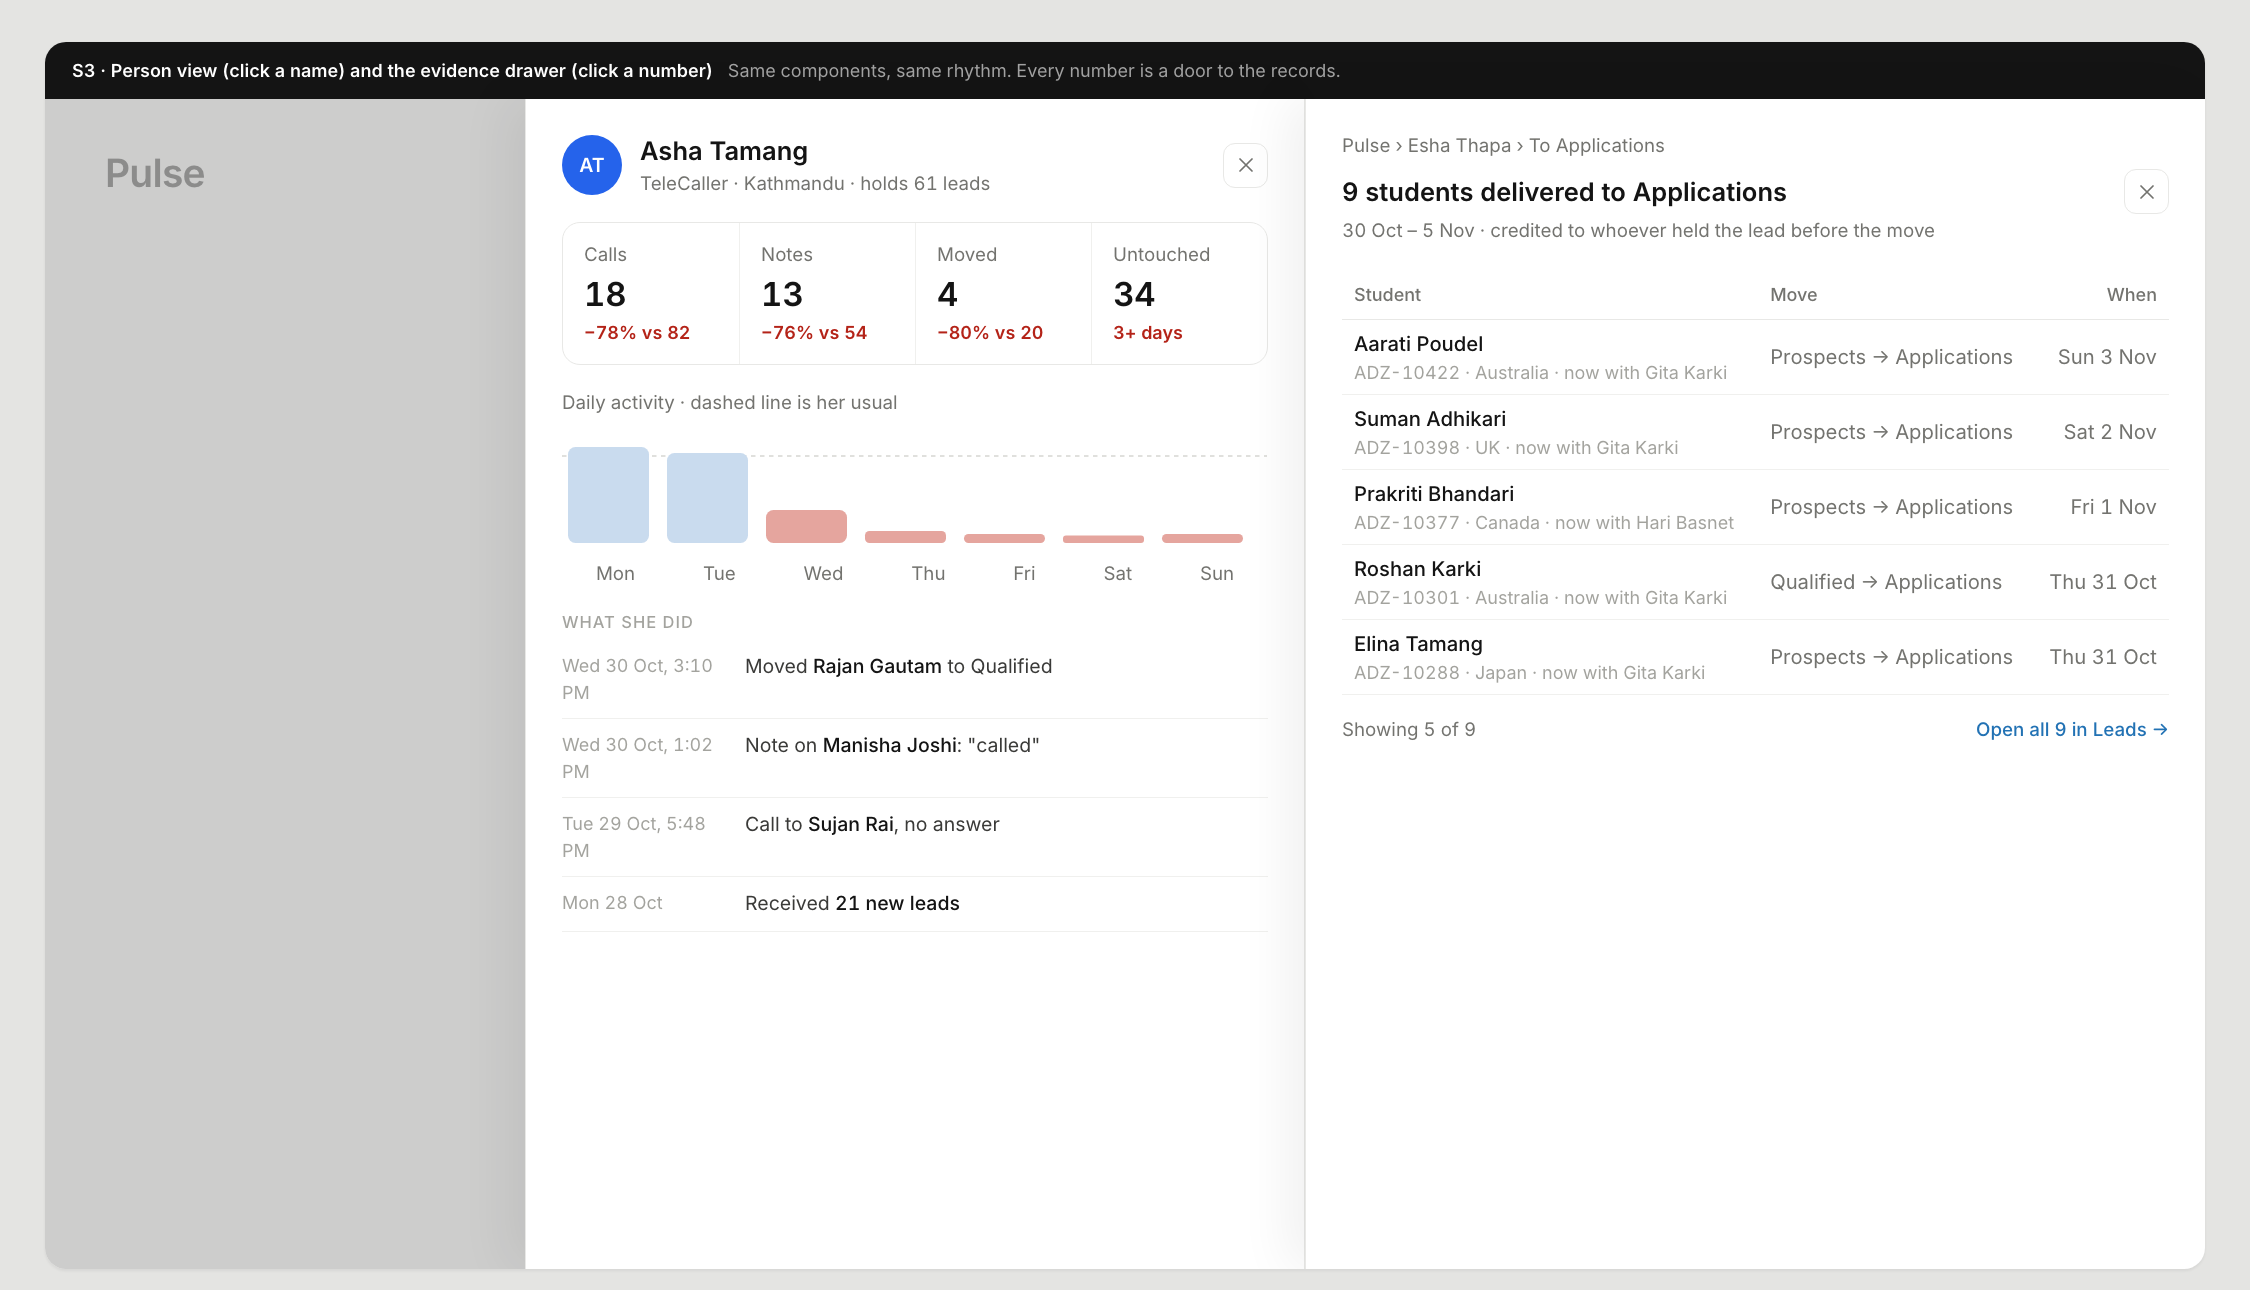 S3 · Person view (click a name) and the evidence drawer (click a number) Same components, same rhythm. Every number is a door to the records.
Pulse
AT
Asha Tamang
TeleCaller · Kathmandu · holds 61 leads
Calls Notes Moved Untouched
18 13 4 34
−78% vs 82 −76% vs 54 −80% vs 20 3+ days
Daily activity · dashed line is her usual
Mon Tue Wed Thu Fri Sat Sun
WHAT SHE DID
Wed 30 Oct, 3:10 PM Moved Rajan Gautam to Qualified
Wed 30 Oct, 1:02 PM Note on Manisha Joshi: "called"
Tue 29 Oct, 5:48 PM Call to Sujan Rai, no answer
Mon 28 Oct Received 21 new leads
Pulse › Esha Thapa › To Applications
9 students delivered to Applications
30 Oct – 5 Nov · credited to whoever held the lead before the move
Student Move When
Aarati Poudel
ADZ-10422 · Australia · now with Gita Karki
Prospects → Applications Sun 3 Nov
Suman Adhikari
ADZ-10398 · UK · now with Gita Karki
Prospects → Applications Sat 2 Nov
Prakriti Bhandari
ADZ-10377 · Canada · now with Hari Basnet
Prospects → Applications Fri 1 Nov
Roshan Karki
ADZ-10301 · Australia · now with Gita Karki
Qualified → Applications Thu 31 Oct
Elina Tamang
ADZ-10288 · Japan · now with Gita Karki
Prospects → Applications Thu 31 Oct
Showing 5 of 9 Open all 9 in Leads →